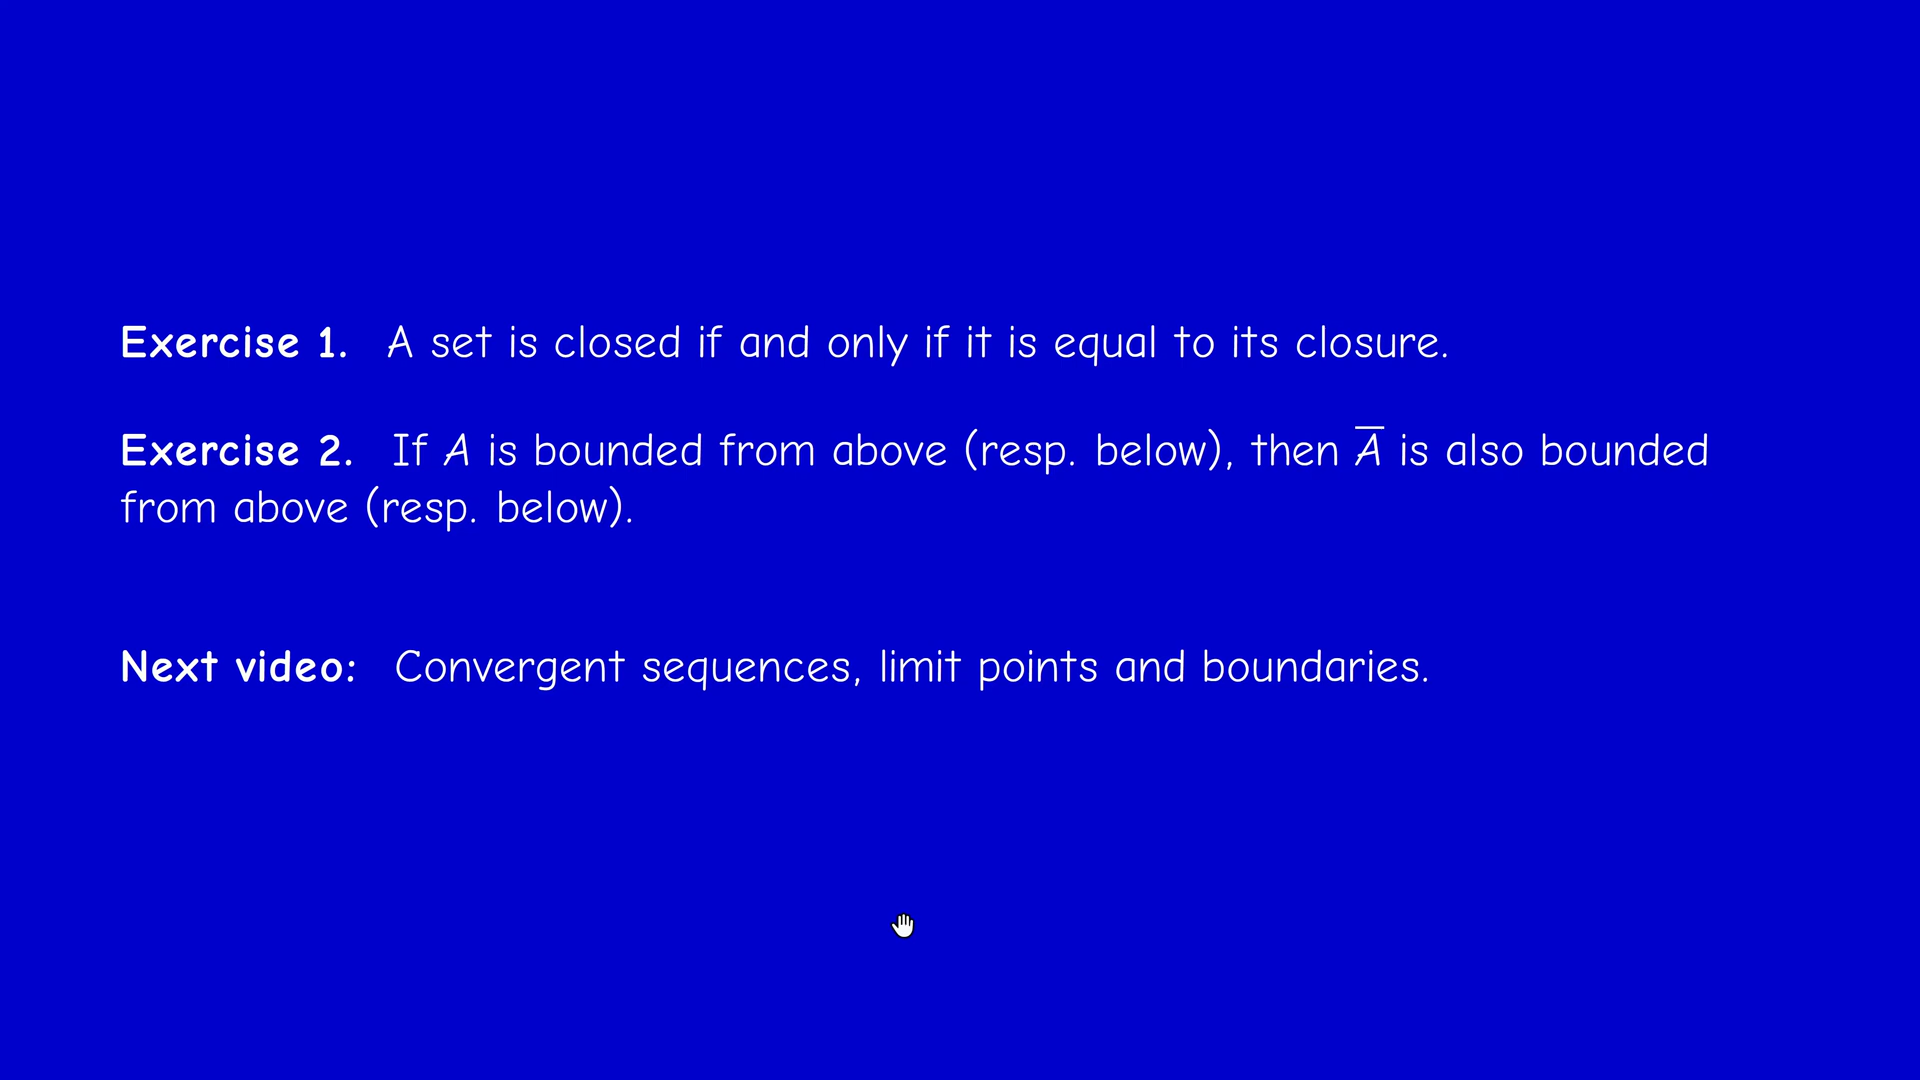 Exercise 1. A set is closed if and only if it is equal to its closure.
Exercise 2. If A is bounded from above (resp. below), then A̅ is also bounded
from above (resp. below).
Next video: Convergent sequences, limit points and boundaries.